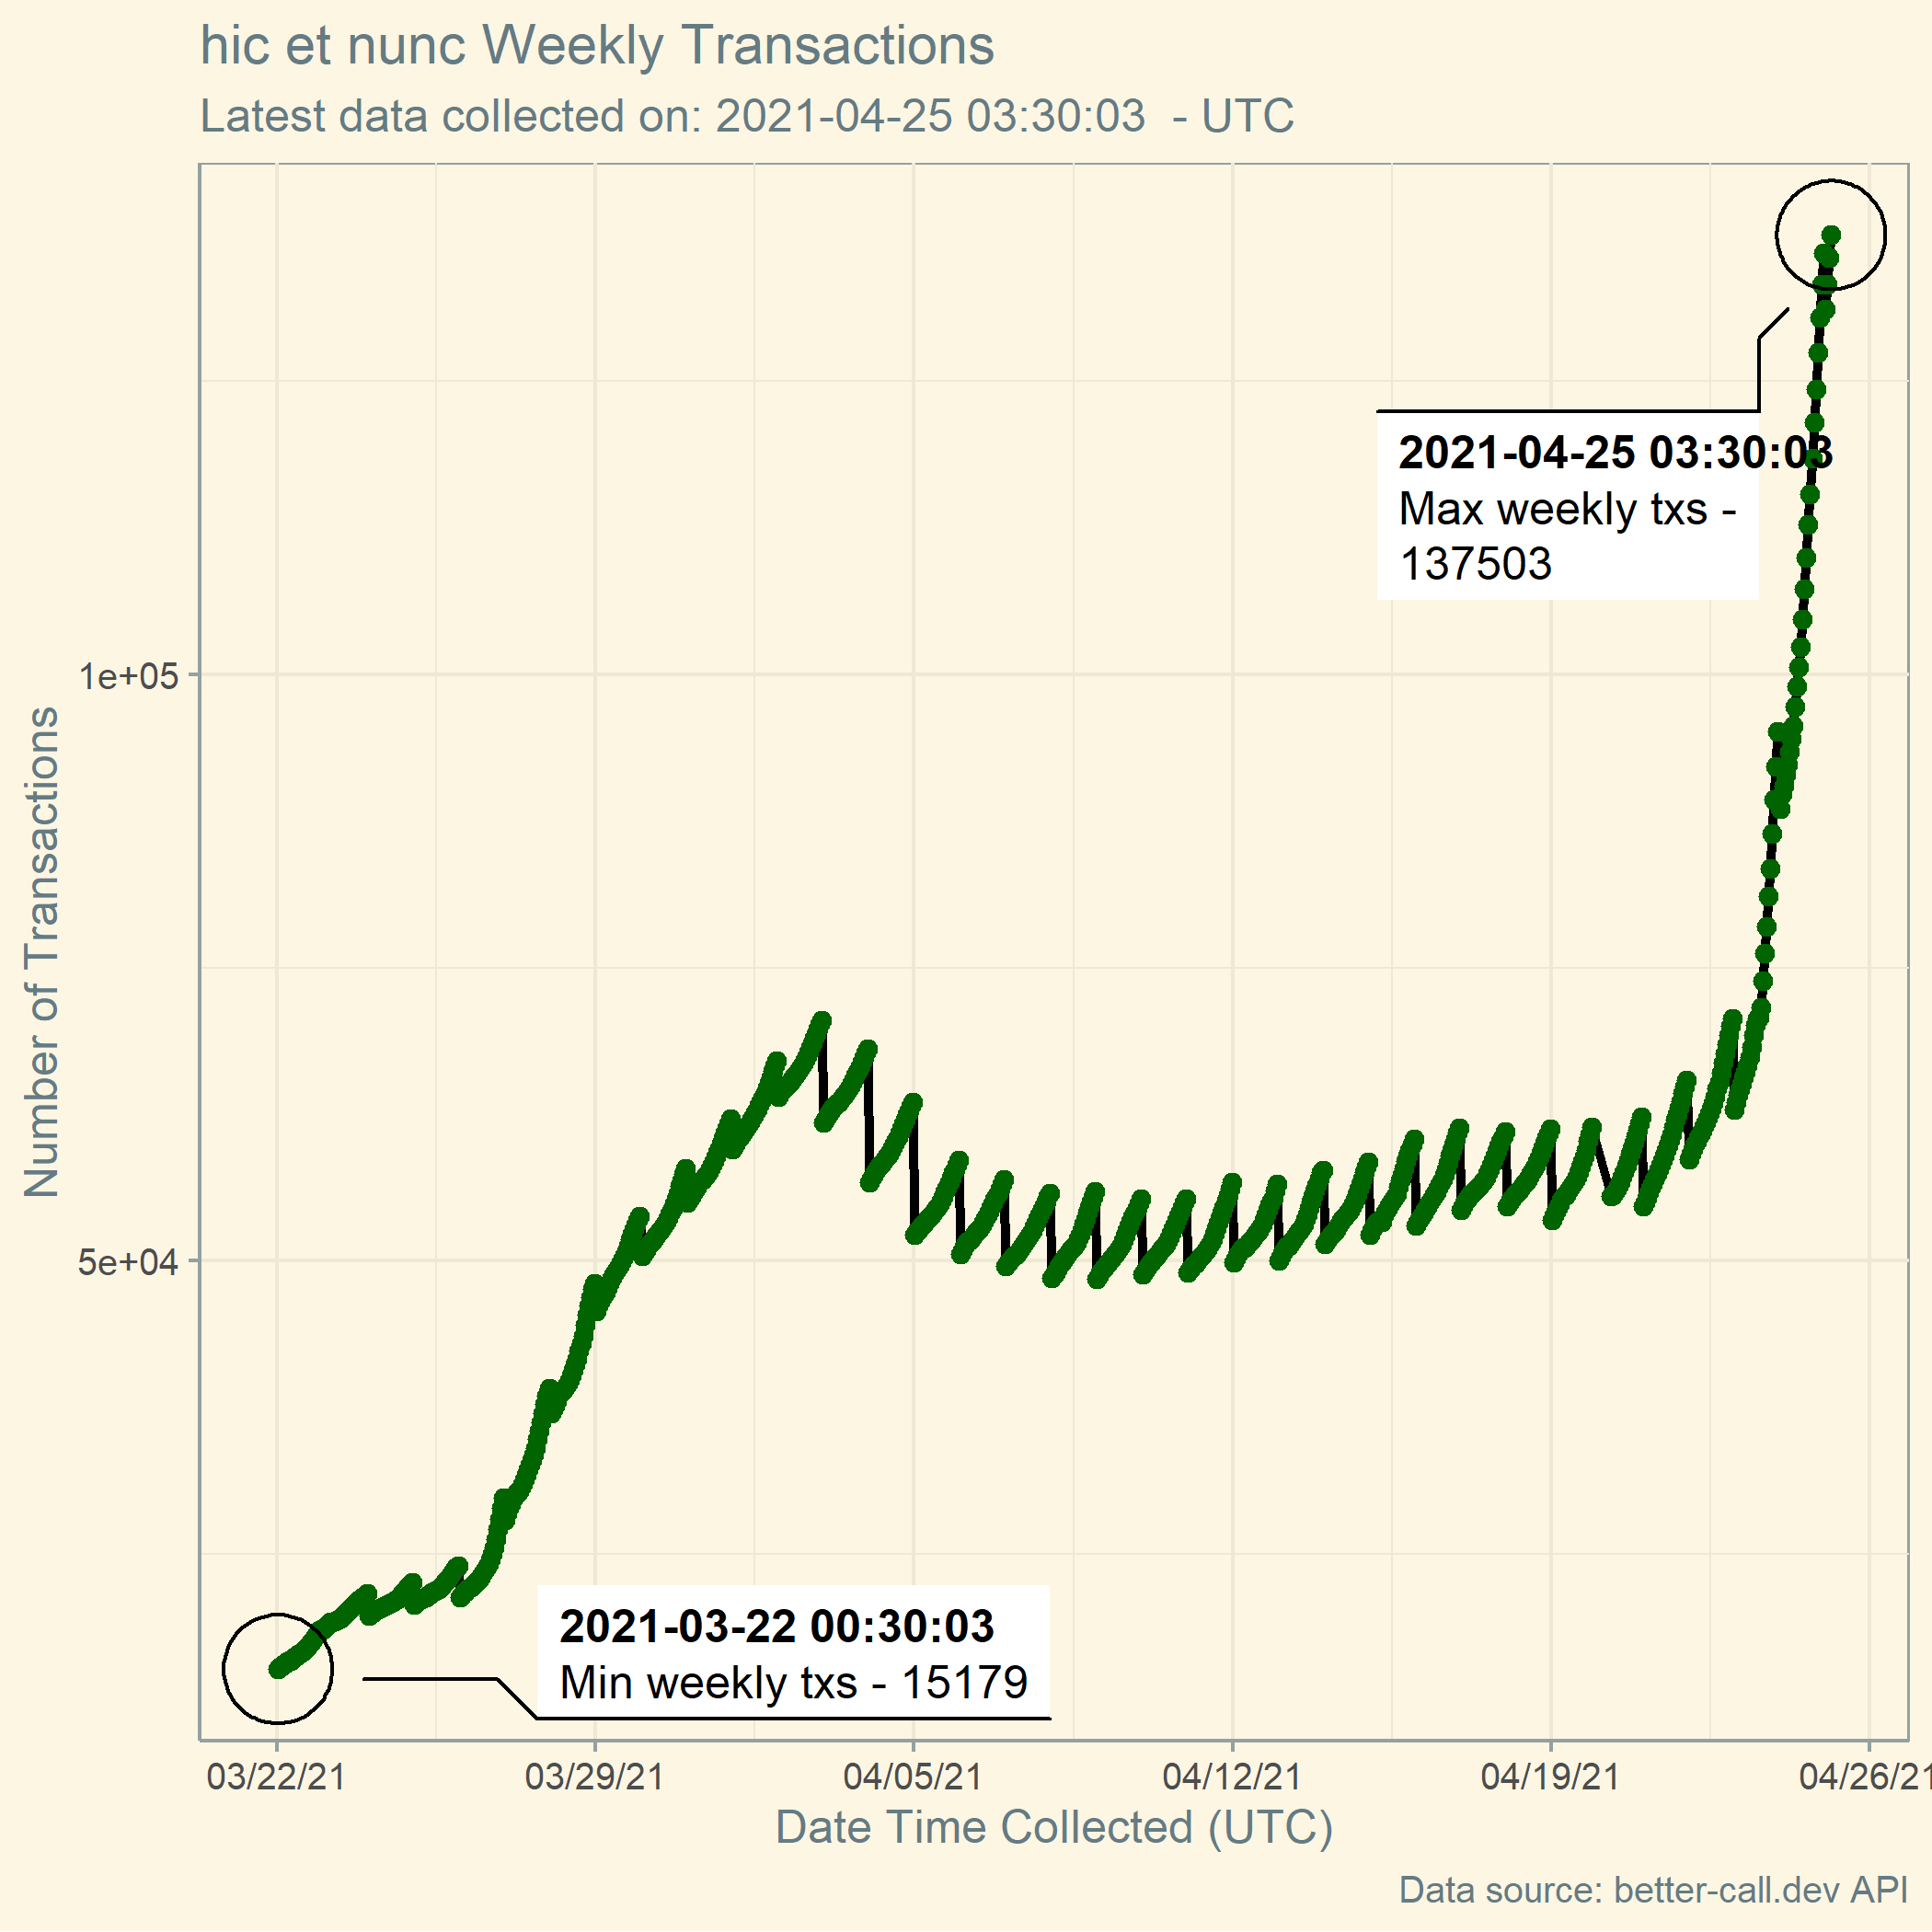 hic et nunc Weekly Transactions
Latest data collected on: 2021-04-25 03:30:03  - UTC
2021-04-25 03:30:03
Max weekly txs -
137503
1e+05
Number of Transactions
5e+04
2021-03-22 00:30:03
Min weekly txs - 15179
03/22/21 03/29/21 04/05/21 04/12/21 04/19/21 04/26/21
Date Time Collected (UTC)
Data source: better-call.dev API